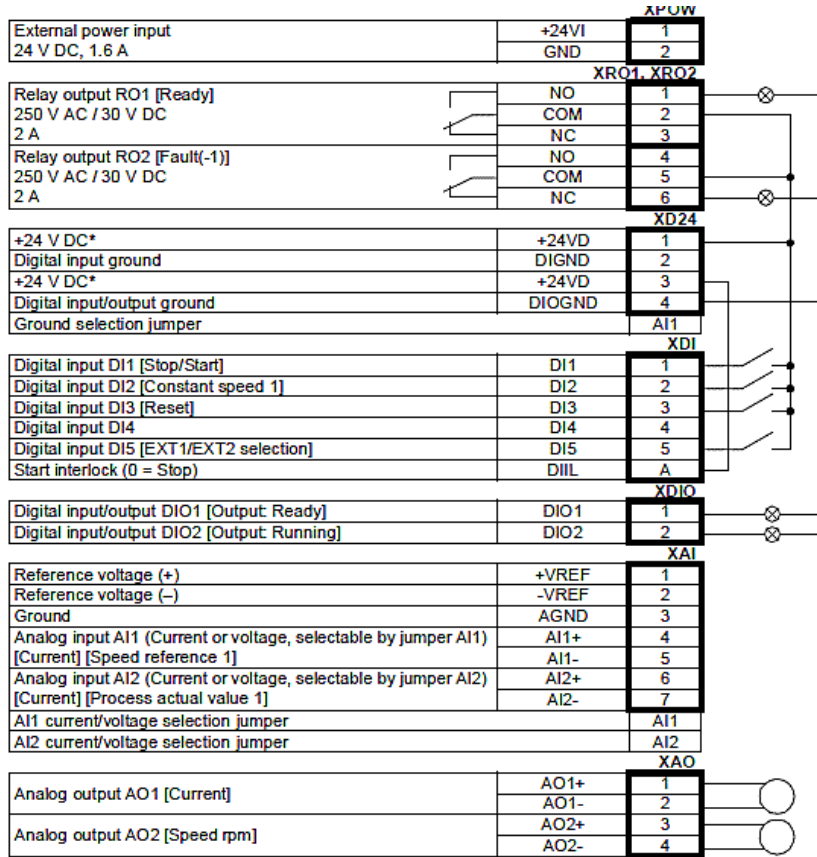 XPOW
External power input +24VI 1
24 V DC, 1.6 A GND 2
XRO1, XRO2
Relay output RO1 [Ready] NO 1
250 V AC / 30 V DC COM 2
2 A NC 3
Relay output RO2 [Fault(-1)] NO 4
250 V AC / 30 V DC COM 5
2 A NC 6
XD24
+24 V DC* +24VD 1
Digital input ground DIGND 2
+24 V DC* +24VD 3
Digital input/output ground DIOGND 4
Ground selection jumper AI1
XDI
Digital input DI1 [Stop/Start] DI1 1
Digital input DI2 [Constant speed 1] DI2 2
Digital input DI3 [Reset] DI3 3
Digital input DI4 DI4 4
Digital input DI5 [EXT1/EXT2 selection] DI5 5
Start interlock (0 = Stop) DIIL A
XDIO
Digital input/output DIO1 [Output: Ready] DIO1 1
Digital input/output DIO2 [Output: Running] DIO2 2
XAI
Reference voltage (+) +VREF 1
Reference voltage (–) -VREF 2
Ground AGND 3
Analog input AI1 (Current or voltage, selectable by jumper AI1) AI1+ 4
[Current] [Speed reference 1] AI1- 5
Analog input AI2 (Current or voltage, selectable by jumper AI2) AI2+ 6
[Current] [Process actual value 1] AI2- 7
AI1 current/voltage selection jumper AI1
AI2 current/voltage selection jumper AI2
XAO
Analog output AO1 [Current] AO1+ 1
AO1- 2
Analog output AO2 [Speed rpm] AO2+ 3
AO2- 4